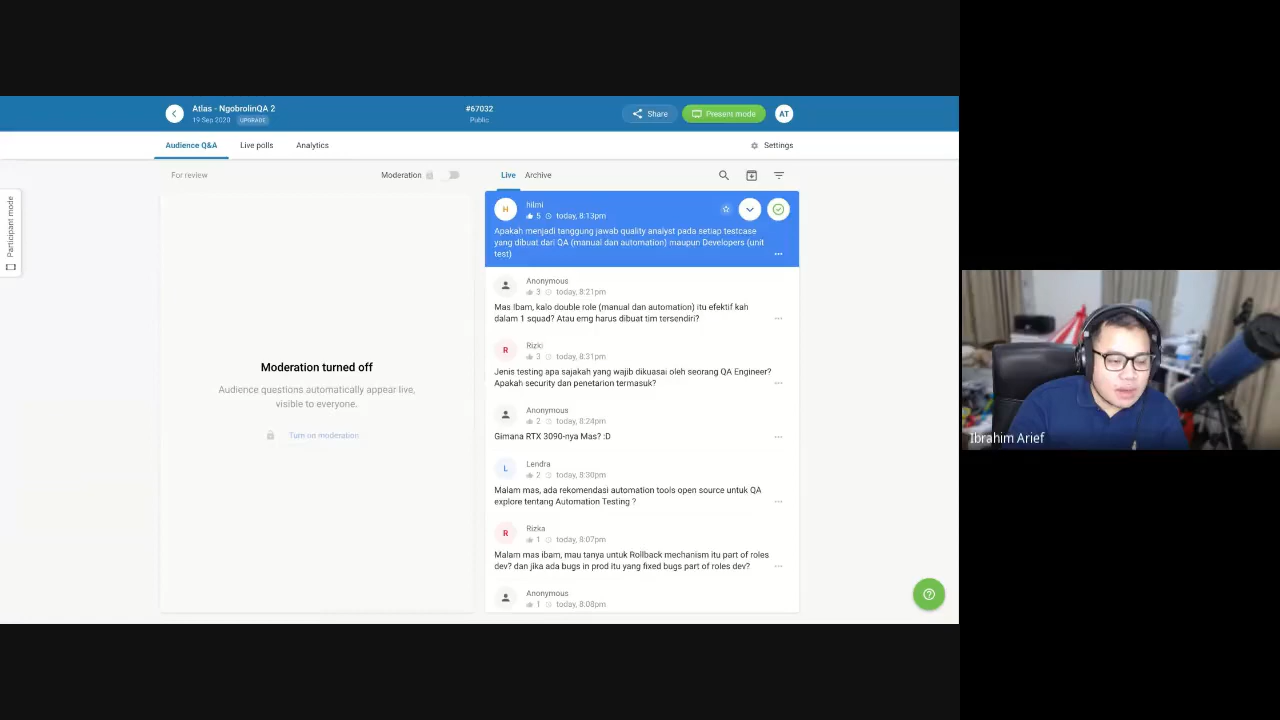 Atlas - NgobrolinQA 2
19 Sep 2020 UPGRADE
#67032
Public
Share
Present mode
AT
Audience Q&A
Live polls
Analytics
Settings
Participant mode
For review
Moderation
Live
Archive
Moderation turned off
Audience questions automatically appear live,
visible to everyone.
Turn on moderation
H
hilmi
5 today, 8:13pm
Apakah menjadi tanggung jawab quality analyst pada setiap testcase
yang dibuat dari QA (manual dan automation) maupun Developers (unit
test)
Anonymous
3 today, 8:21pm
Mas Ibam, kalo double role (manual dan automation) itu efektif kah
dalam 1 squad? Atau emg harus dibuat tim tersendiri?
R
Rizki
3 today, 8:31pm
Jenis testing apa sajakah yang wajib dikuasai oleh seorang QA Engineer?
Apakah security dan penetarion termasuk?
Anonymous
2 today, 8:24pm
Gimana RTX 3090-nya Mas? :D
L
Lendra
2 today, 8:30pm
Malam mas, ada rekomendasi automation tools open source untuk QA
explore tentang Automation Testing ?
R
Rizka
1 today, 8:07pm
Malam mas ibam, mau tanya untuk Rollback mechanism itu part of roles
dev? dan jika ada bugs in prod itu yang fixed bugs part of roles dev?
Anonymous
1 today, 8:08pm
Ibrahim Arief